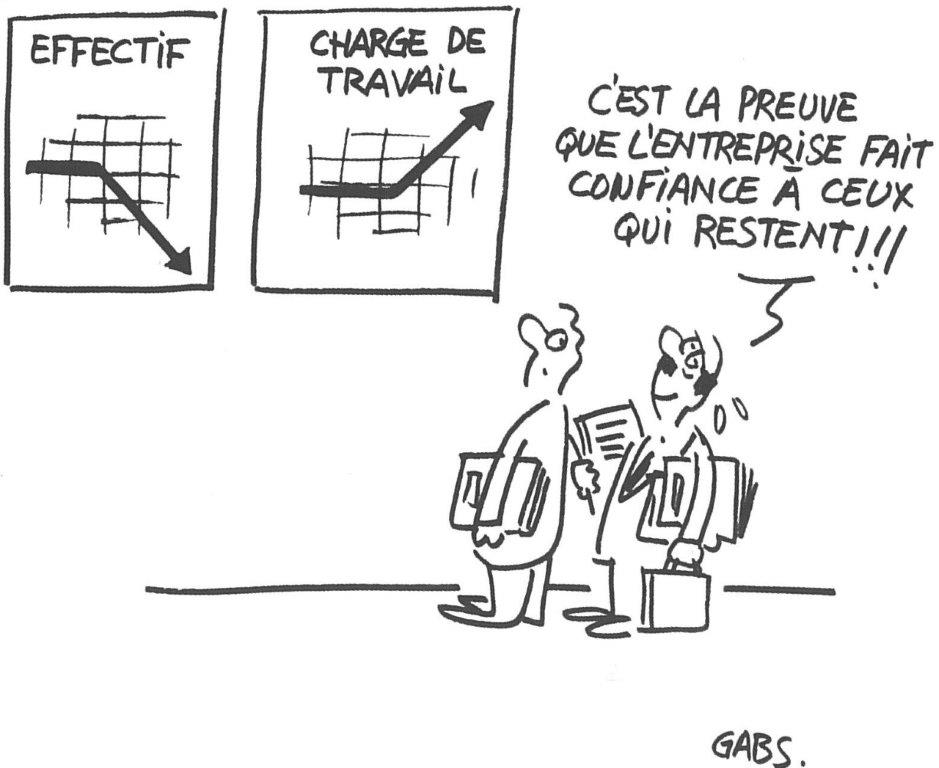 EFFECTiF
CHARGE DE
TRAVAiL
C'EST LA PREUVE
QUE L'ENTREPRiSE FAiT
CONFiANCE À CEUX
QUi RESTENT!!!
GABS.